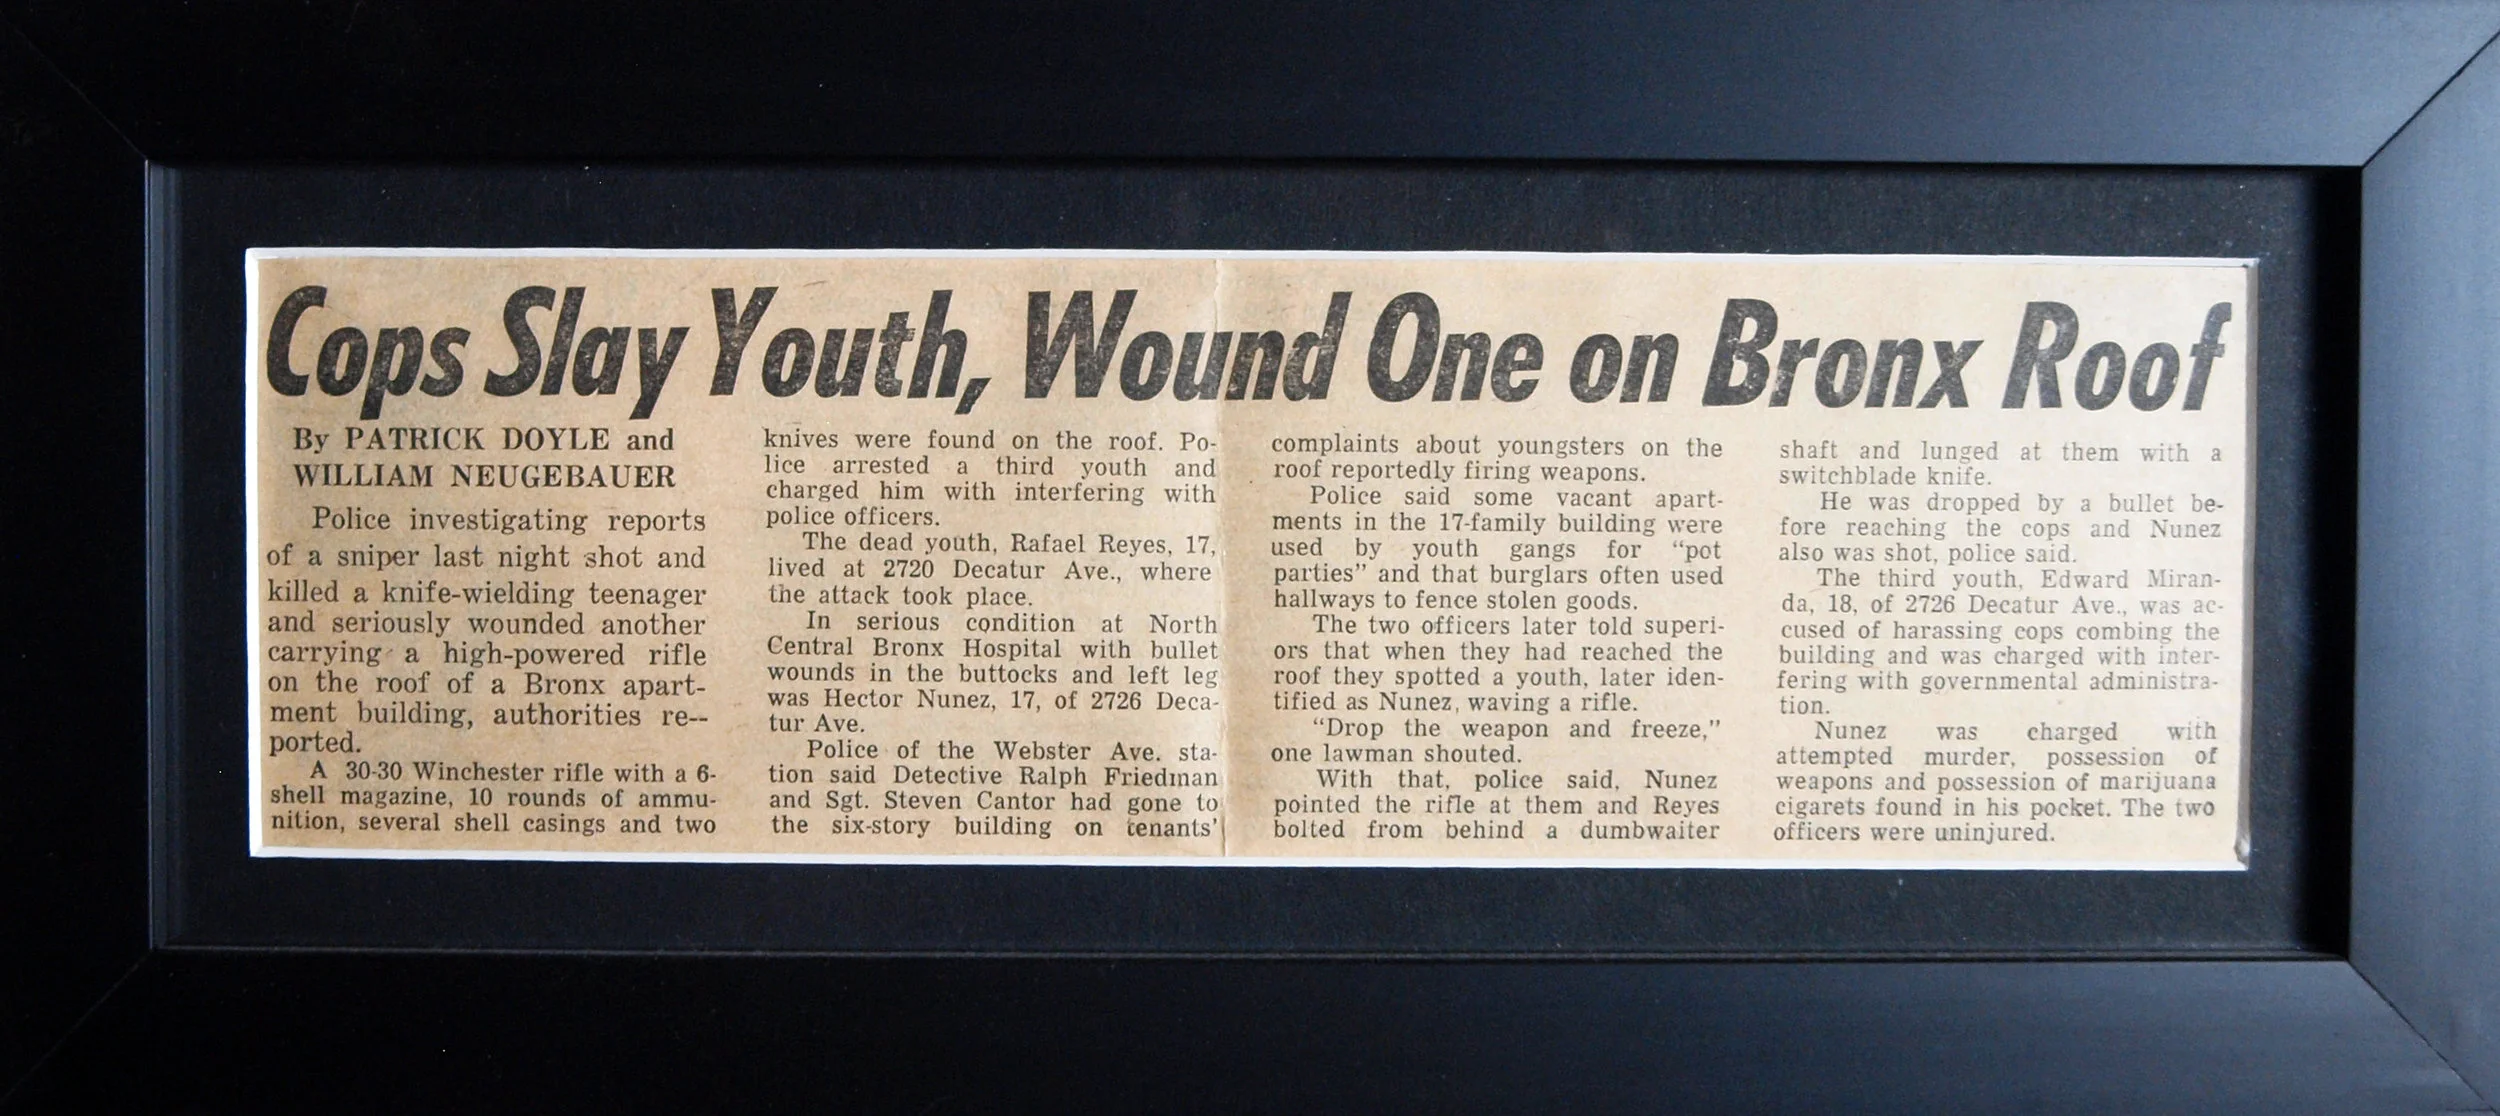 Cops Slay Youth, Wound One on Bronx Roof
By PATRICK DOYLE and
WILLIAM NEUGEBAUER
Police investigating reports
of a sniper last night shot and
killed a knife-wielding teenager
and seriously wounded another
carrying a high-powered rifle
on the roof of a Bronx apart-
ment building, authorities re--
ported.
A 30-30 Winchester rifle with a 6-
shell magazine, 10 rounds of ammu-
nition, several shell casings and two
knives were found on the roof. Po-
lice arrested a third youth and
charged him with interfering with
police officers.
The dead youth, Rafael Reyes, 17,
lived at 2720 Decatur Ave., where
the attack took place.
In serious condition at North
Central Bronx Hospital with bullet
wounds in the buttocks and left leg
was Hector Nunez, 17, of 2726 Deca-
tur Ave.
Police of the Webster Ave. sta-
tion said Detective Ralph Friedman
and Sgt. Steven Cantor had gone to
the six-story building on tenants'
complaints about youngsters on the
roof reportedly firing weapons.
Police said some vacant apart-
ments in the 17-family building were
used by youth gangs for "pot
parties" and that burglars often used
hallways to fence stolen goods.
The two officers later told superi-
ors that when they had reached the
roof they spotted a youth, later iden-
tified as Nunez, waving a rifle.
"Drop the weapon and freeze,"
one lawman shouted.
With that, police said, Nunez
pointed the rifle at them and Reyes
bolted from behind a dumbwaiter
shaft and lunged at them with a
switchblade knife.
He was dropped by a bullet be-
fore reaching the cops and Nunez
also was shot, police said.
The third youth, Edward Miran-
da, 18, of 2726 Decatur Ave., was ac-
cused of harassing cops combing the
building and was charged with inter-
fering with governmental administra-
tion.
Nunez was charged with
attempted murder, possession of
weapons and possession of marijuana
cigarets found in his pocket. The two
officers were uninjured.